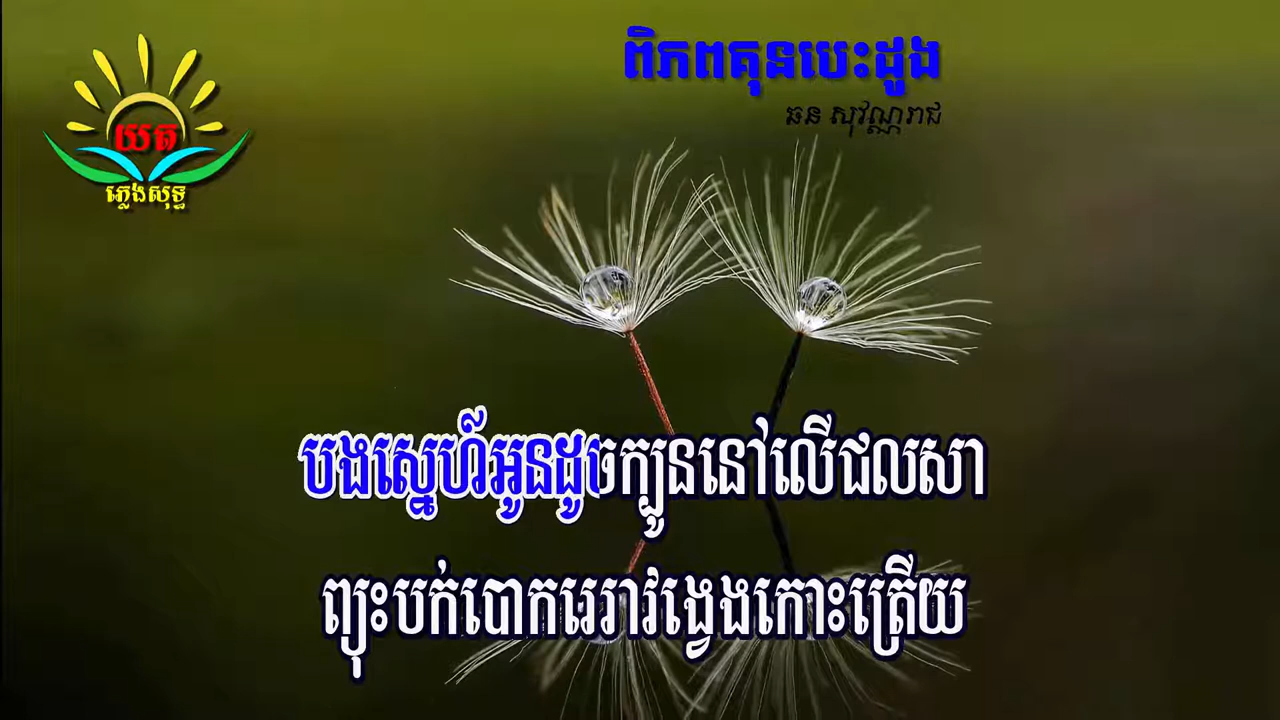 ពិភពគុនបេះដូង
ឆន សុវណ្ណរាជ
យត
ភ្លេងសុទ្ធ
បងស្នេហ៍អូនដូចក្បូននៅលើជលសា
ព្យុះបក់បោករេរាវង្វេងកោះត្រើយ